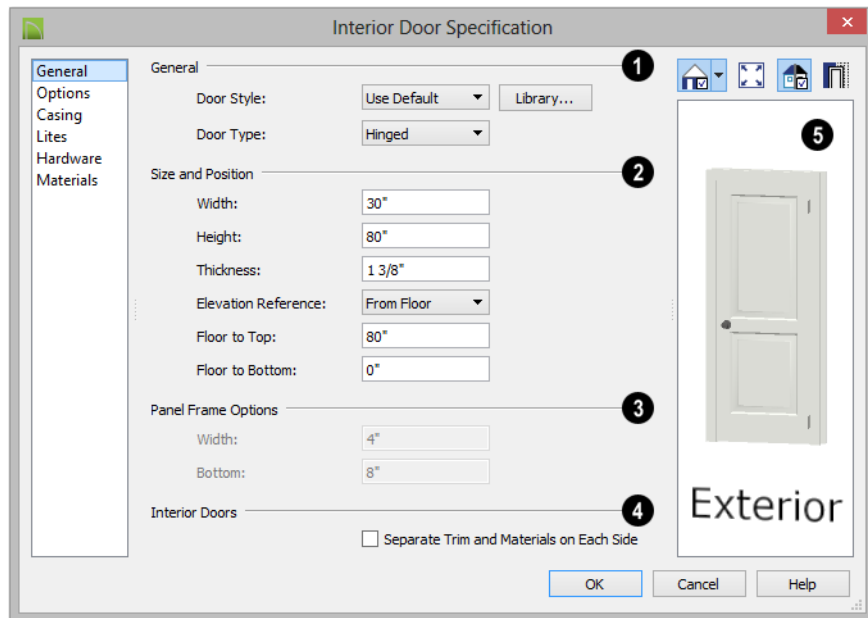 Interior Door Specification
General
Options
Casing
Lites
Hardware
Materials
General 1
Door Style: Use Default Library...
Door Type: Hinged
Size and Position 2
Width: 30"
Height: 80"
Thickness: 1 3/8"
Elevation Reference: From Floor
Floor to Top: 80"
Floor to Bottom: 0"
Panel Frame Options 3
Width: 4"
Bottom: 8"
Interior Doors 4
Separate Trim and Materials on Each Side
5
Exterior
OK Cancel Help